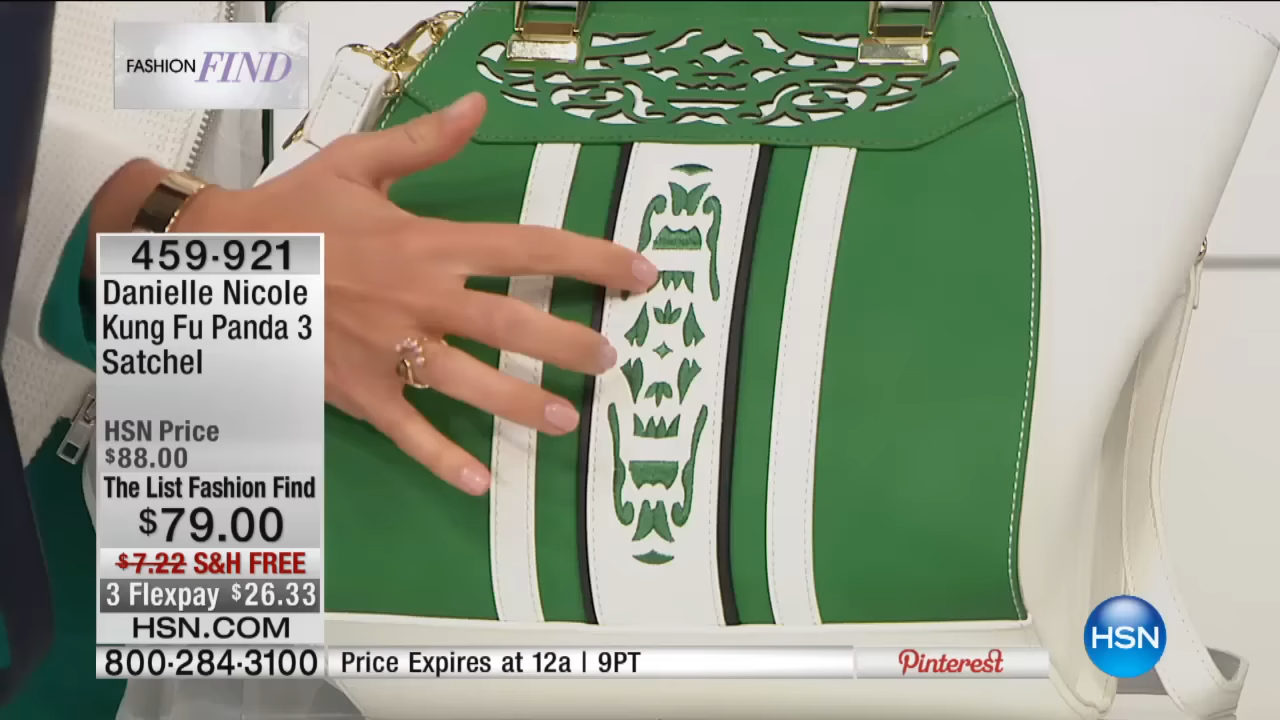 FASHION FIND
459·921
Danielle Nicole
Kung Fu Panda 3
Satchel
HSN Price
$88.00
The List Fashion Find
$79.00
$7.22 S&H FREE
3 Flexpay $26.33
HSN.COM
800·284·3100
Price Expires at 12a | 9PT
Pinterest
HSN